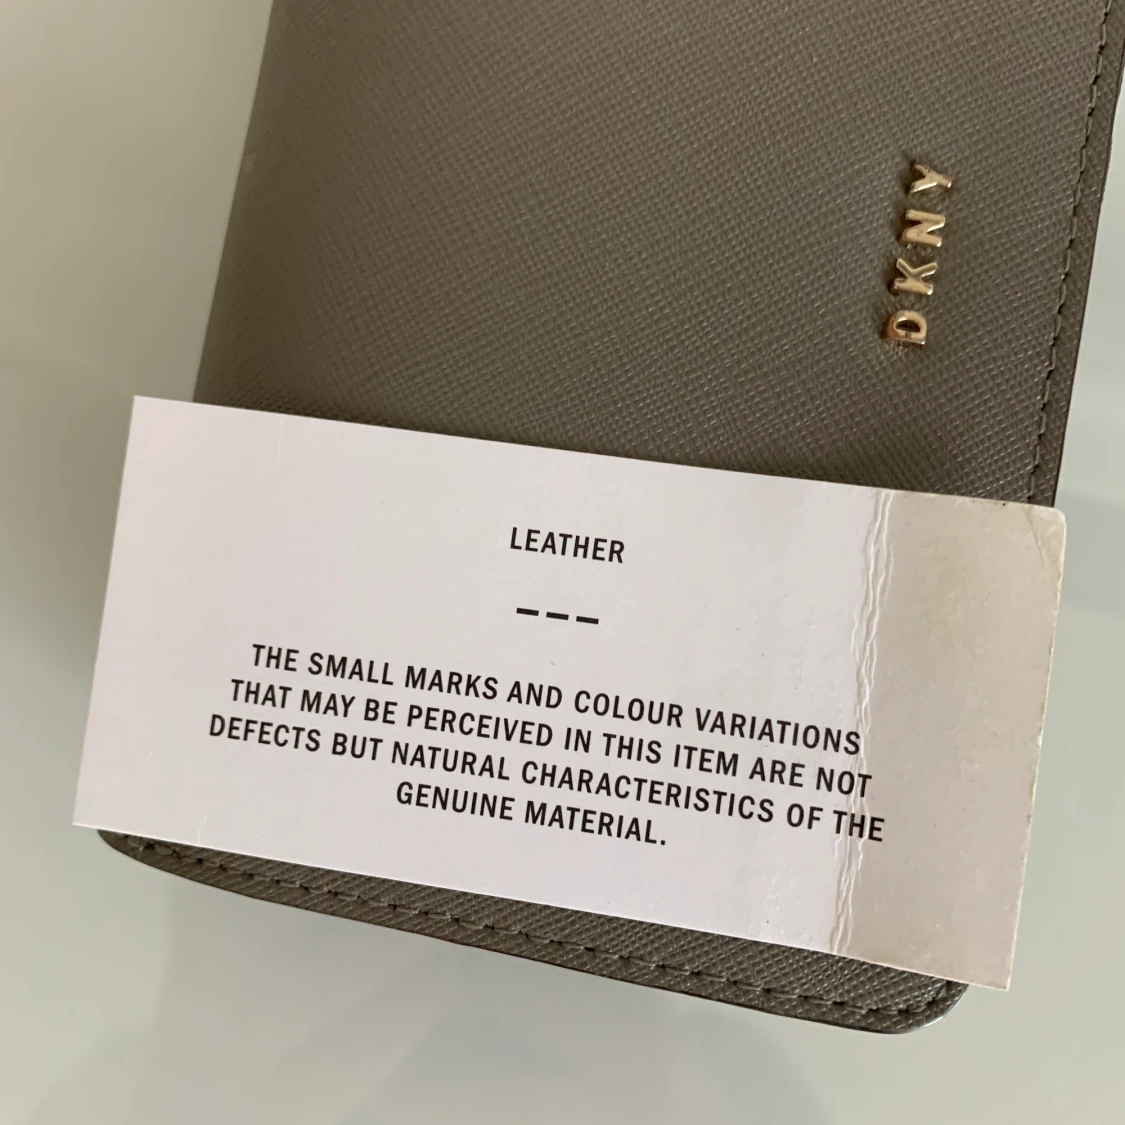 DKNY
LEATHER
---
THE SMALL MARKS AND COLOUR VARIATIONS
THAT MAY BE PERCEIVED IN THIS ITEM ARE NOT
DEFECTS BUT NATURAL CHARACTERISTICS OF THE
GENUINE MATERIAL.